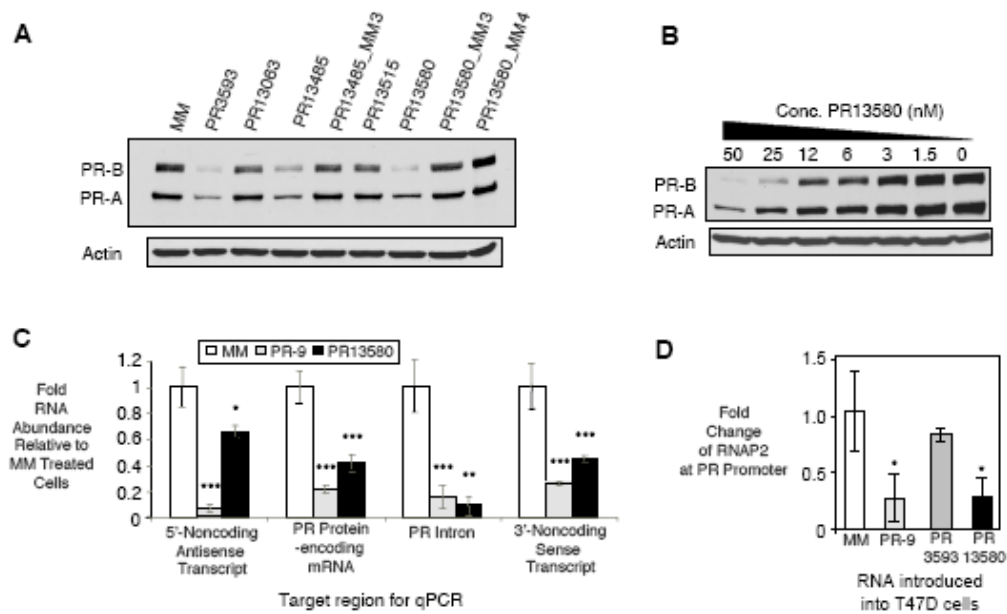 A
MM
PR3593
PR13063
PR13485
PR13485_MM3
PR13515
PR13580
PR13580_MM3
PR13580_MM4
PR-B
PR-A
Actin
B
Conc. PR13580 (nM)
50 25 12 6 3 1.5 0
PR-B
PR-A
Actin
C
MM PR-9 PR13580
Fold
RNA
Abundance
Relative to
MM Treated
Cells
1.2
1
0.8
0.6
0.4
0.2
0
*** *
*** ***
*** **
*** ***
5'-Noncoding
Antisense
Transcript
PR Protein
-encoding
mRNA
PR Intron
3'-Noncoding
Sense
Transcript
Target region for qPCR
D
Fold
Change
of RNAP2
at PR Promoter
1.5
1.0
0.5
0
* *
MM PR-9 PR 3593 PR 13580
RNA introduced
into T47D cells